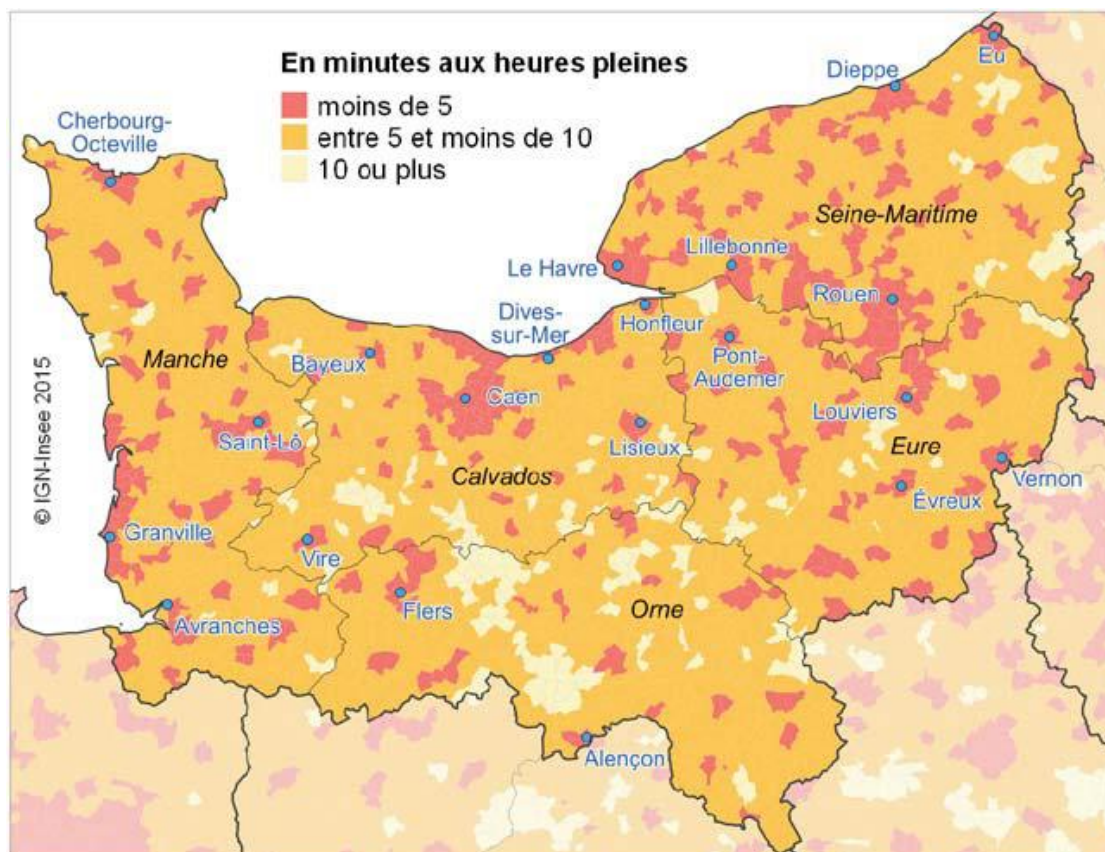 En minutes aux heures pleines
moins de 5
entre 5 et moins de 10
10 ou plus
Eu
Dieppe
Cherbourg-
Octeville
Seine-Maritime
Le Havre
Lillebonne
Rouen
Dives-
sur-Mer
Honfleur
Manche
Bayeux
Pont-
Audemer
Caen
Louviers
Saint-Lô
Lisieux
Eure
Calvados
Vernon
Évreux
Granville
Vire
Flers
Orne
Avranches
Alençon
© IGN-Insee 2015